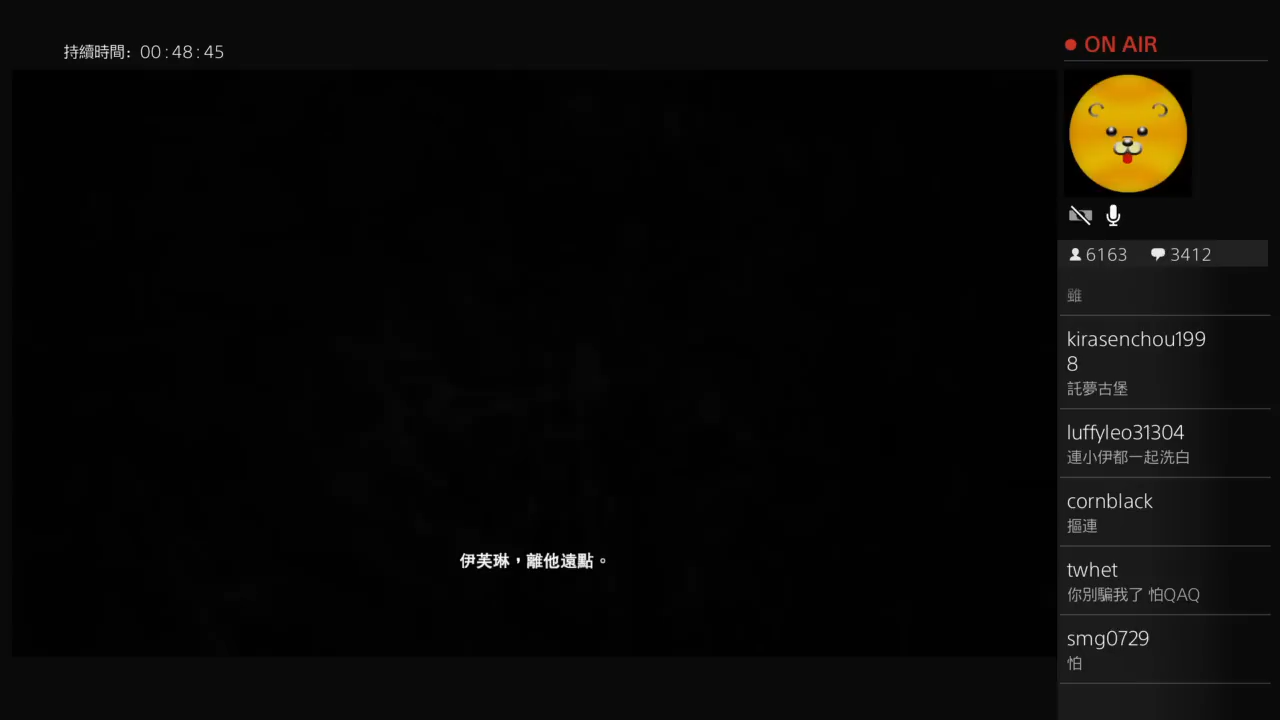 持續時間: 00:48:45
ON AIR
6163 3412
雖
kirasenchou199
8
託夢古堡
luffyleo31304
連小伊都一起洗白
cornblack
摳連
twhet
你別騙我了 怕QAQ
smg0729
怕
伊芙琳，離他遠點。